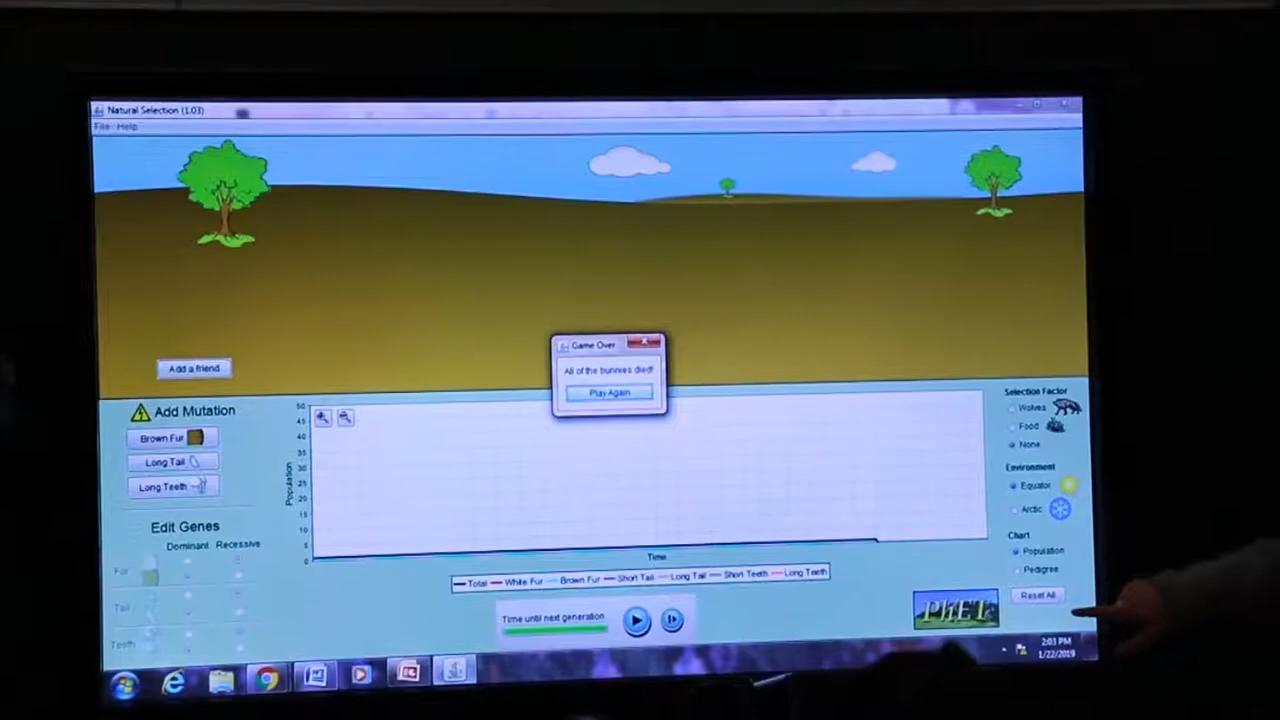 Natural Selection (1.03)
File Help
Game Over
All of the bunnies died!
Play Again
Add a friend
Add Mutation
Brown Fur
Long Tail
Long Teeth
Edit Genes
Dominant Recessive
Fur
Tail
Teeth
Population
50
45
40
35
30
25
20
15
10
5
0
Time
Total White Fur Brown Fur Short Tail Long Tail Short Teeth Long Teeth
Time until next generation
Selection Factor
Wolves
Food
None
Environment
Equator
Arctic
Chart
Population
Pedigree
Reset All
PhET
2:03 PM
1/22/2019